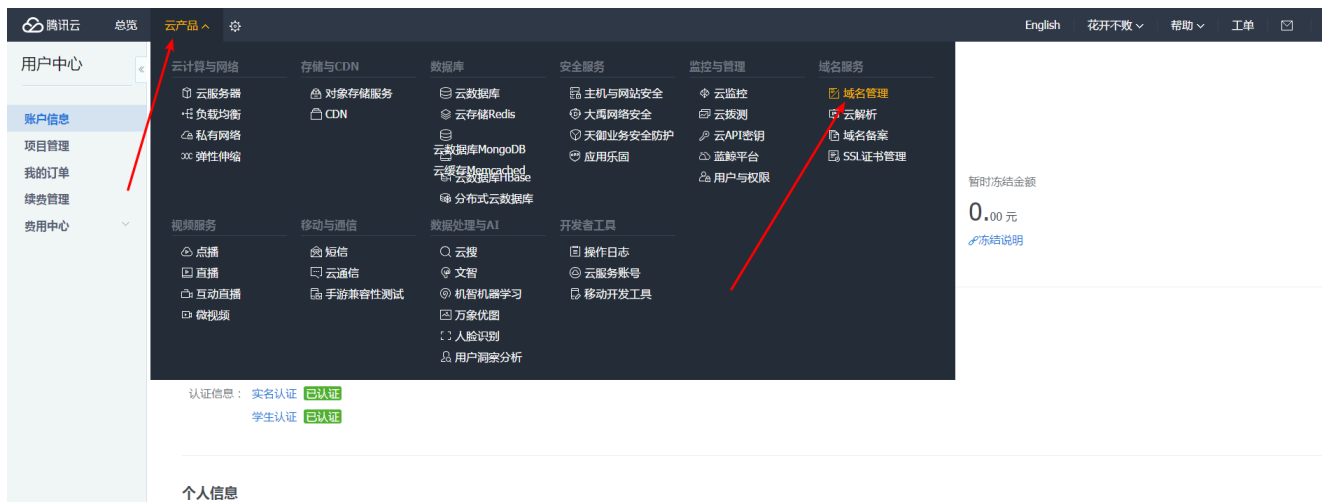 腾讯云 总览 云产品 English 花开不败 帮助 工单
用户中心
账户信息
项目管理
我的订单
续费管理
费用中心
云计算与网络 存储与CDN 数据库 安全服务 监控与管理 域名服务
云服务器 对象存储服务 云数据库 主机与网站安全 云监控 域名管理
负载均衡 CDN 云存储Redis 大禹网络安全 云拨测 云解析
私有网络 云数据库MongoDB 天御业务安全防护 云API密钥 域名备案
弹性伸缩 云缓存Memcached 应用乐固 蓝鲸平台 SSL证书管理
云数据库HBase 用户与权限
分布式云数据库
视频服务 移动与通信 数据处理与AI 开发者工具
点播 短信 云搜 操作日志
直播 云通信 文智 云服务账号
互动直播 手游兼容性测试 机智机器学习 移动开发工具
微视频 万象优图
人脸识别
用户洞察分析
暂时冻结金额
0.00 元
冻结说明
认证信息： 实名认证 已认证
学生认证 已认证
个人信息